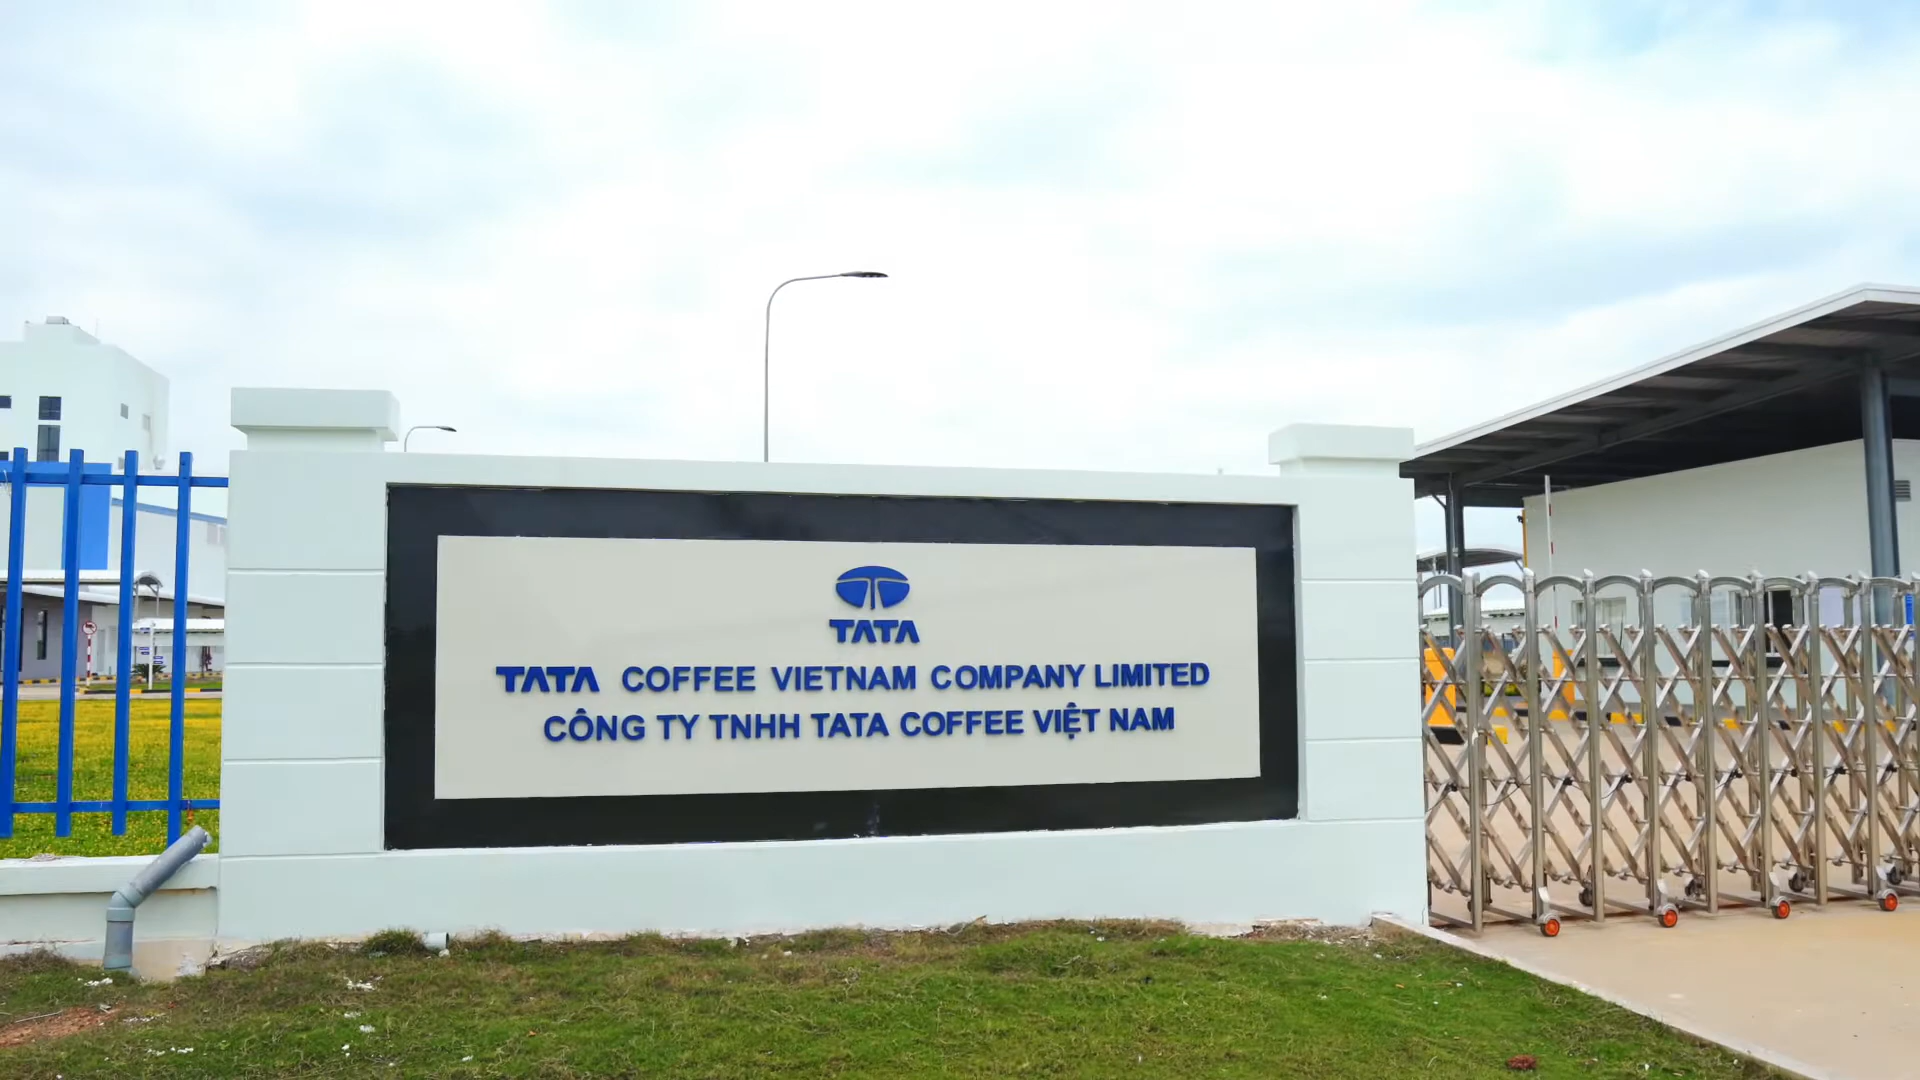 TATA
TATA COFFEE VIETNAM COMPANY LIMITED
CÔNG TY TNHH TATA COFFEE VIỆT NAM